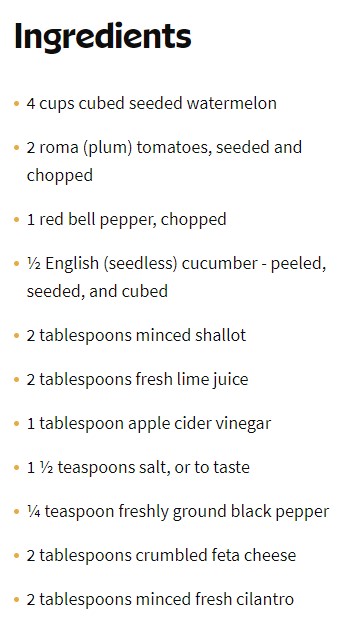 Ingredients
• 4 cups cubed seeded watermelon
• 2 roma (plum) tomatoes, seeded and
chopped
• 1 red bell pepper, chopped
• ½ English (seedless) cucumber - peeled,
seeded, and cubed
• 2 tablespoons minced shallot
• 2 tablespoons fresh lime juice
• 1 tablespoon apple cider vinegar
• 1 ½ teaspoons salt, or to taste
• ¼ teaspoon freshly ground black pepper
• 2 tablespoons crumbled feta cheese
• 2 tablespoons minced fresh cilantro